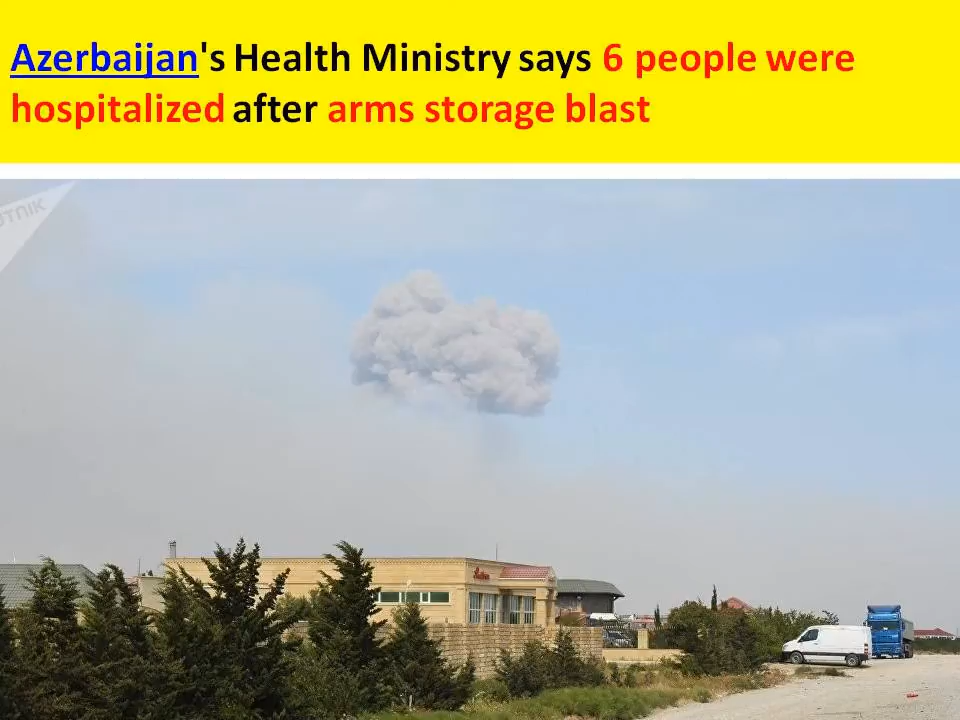 Azerbaijan's Health Ministry says 6 people were
hospitalized after arms storage blast